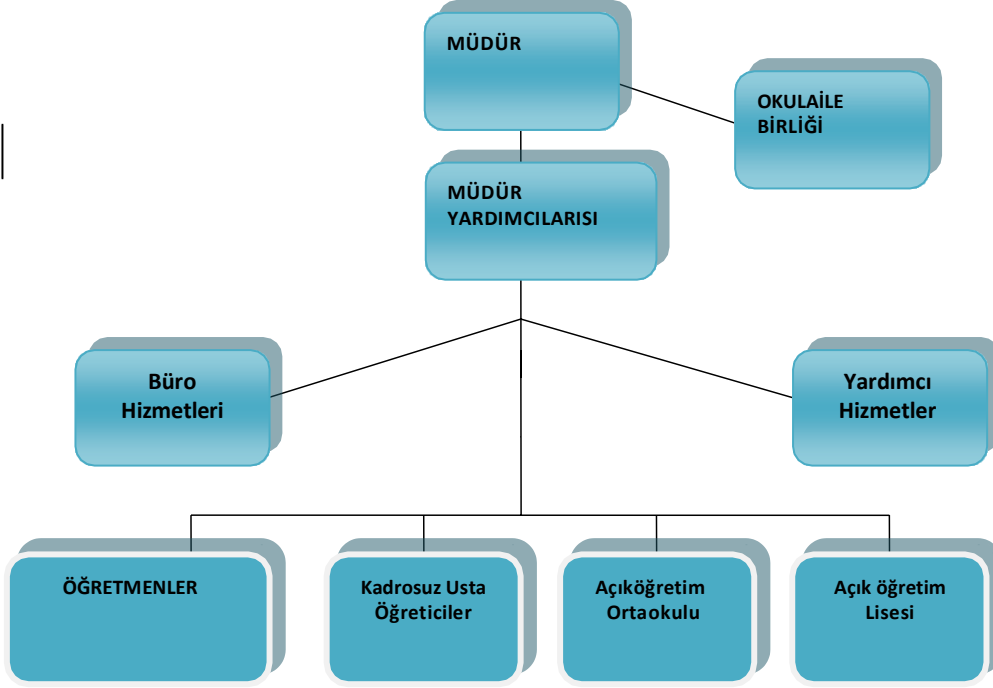 MÜDÜR
OKULAİLE
BİRLİĞİ
MÜDÜR
YARDIMCILARISI
Büro
Hizmetleri
Yardımcı
Hizmetler
ÖĞRETMENLER
Kadrosuz Usta
Öğreticiler
Açıköğretim
Ortaokulu
Açık öğretim
Lisesi